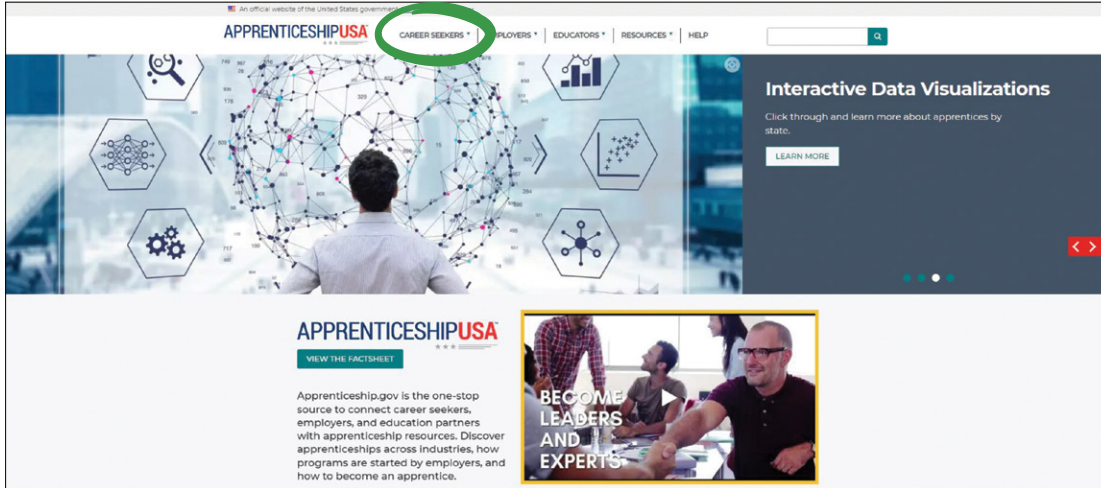 An official website of the United States government
APPRENTICESHIPUSA
CAREER SEEKERS
EMPLOYERS
EDUCATORS
RESOURCES
HELP
Interactive Data Visualizations
Click through and learn more about apprentices by
state.
LEARN MORE
APPRENTICESHIPUSA
VIEW THE FACTSHEET
Apprenticeship.gov is the one-stop
source to connect career seekers,
employers, and education partners
with apprenticeship resources. Discover
apprenticeships across industries, how
programs are started by employers, and
how to become an apprentice.
BECOME
LEADERS
AND
EXPERTS